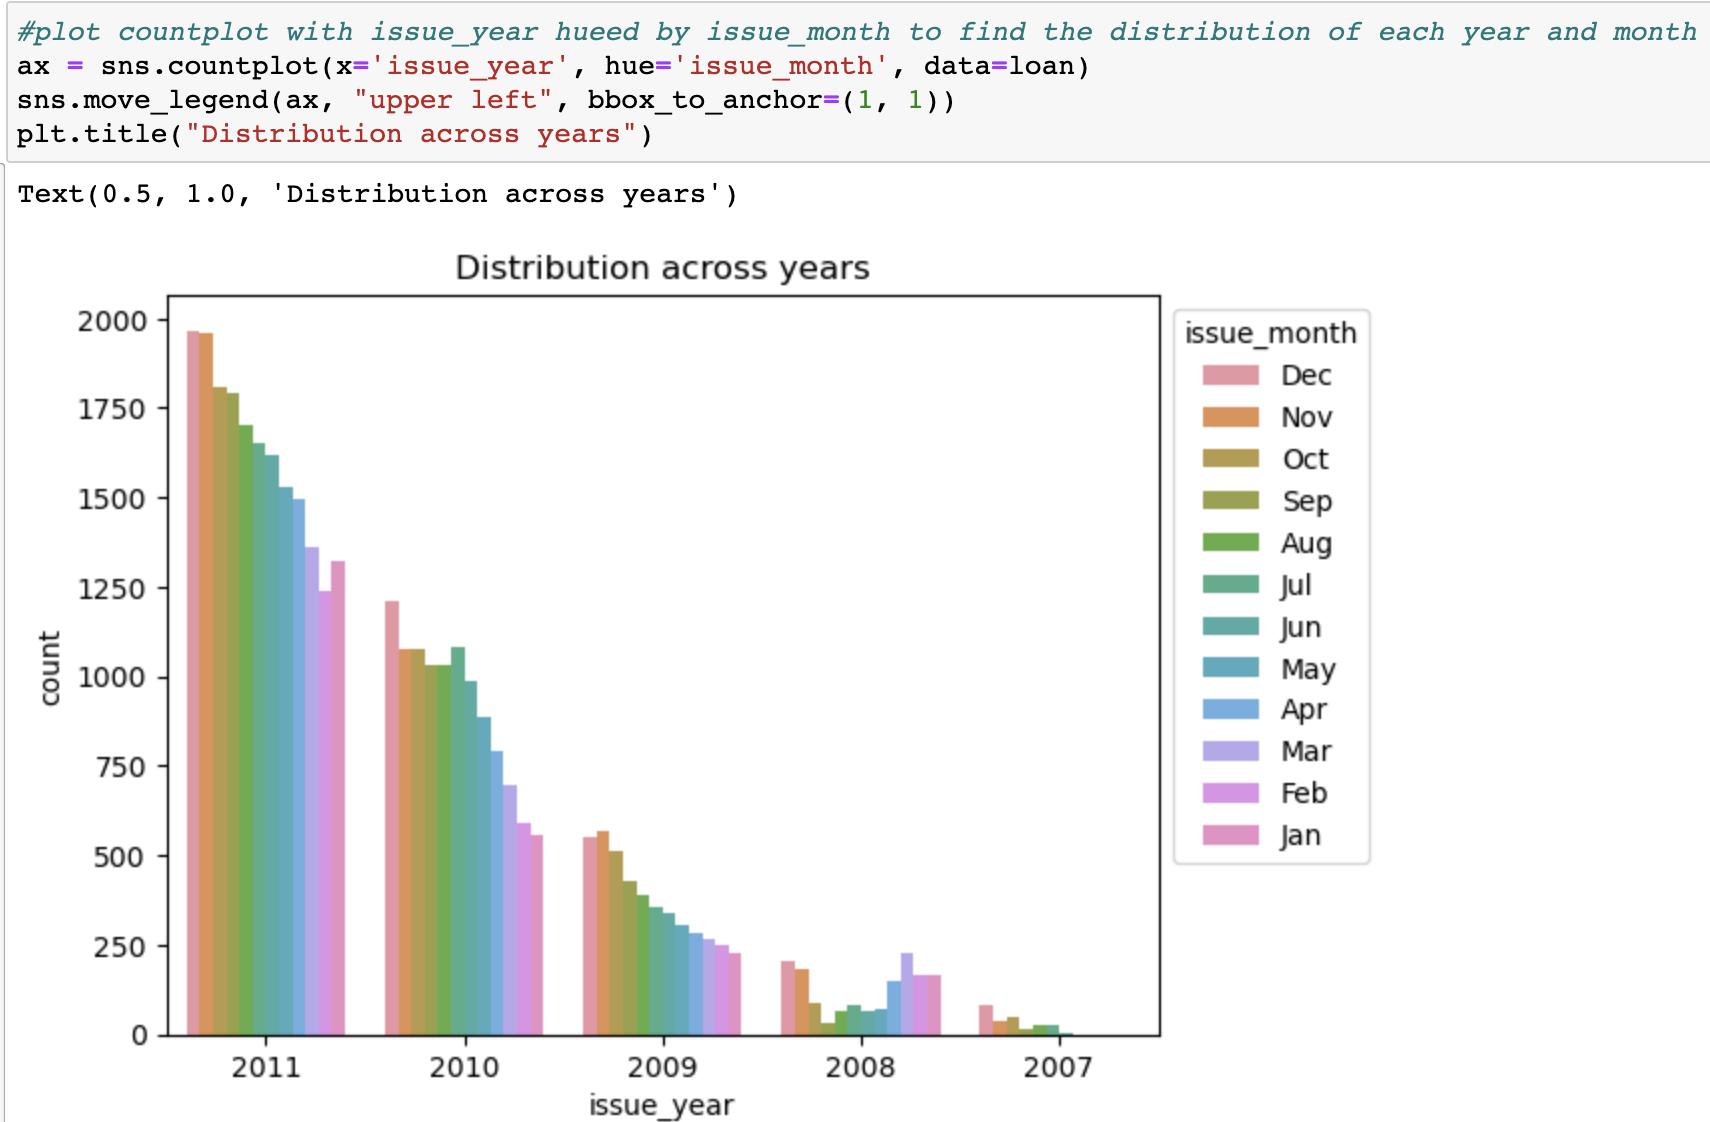 #plot countplot with issue_year hueed by issue_month to find the distribution of each year and month
ax = sns.countplot(x='issue_year', hue='issue_month', data=loan)
sns.move_legend(ax, "upper left", bbox_to_anchor=(1, 1))
plt.title("Distribution across years")
Text(0.5, 1.0, 'Distribution across years')
Distribution across years
2000
1750
1500
1250
1000
750
500
250
0
count
2011 2010 2009 2008 2007
issue_year
issue_month
Dec
Nov
Oct
Sep
Aug
Jul
Jun
May
Apr
Mar
Feb
Jan